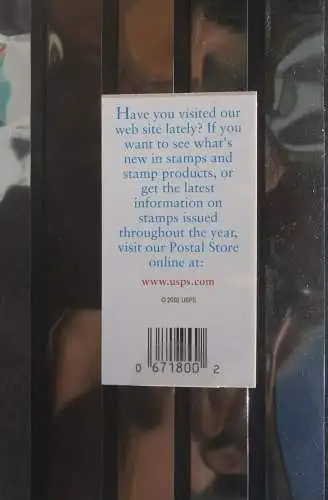 Have you visited our
web site lately? If you
want to see what's
new in stamps and
stamp products, or
get the latest
information on
stamps issued
throughout the year,
visit our Postal Store
online at:
www.usps.com
© 2002 USPS
0 671800 2